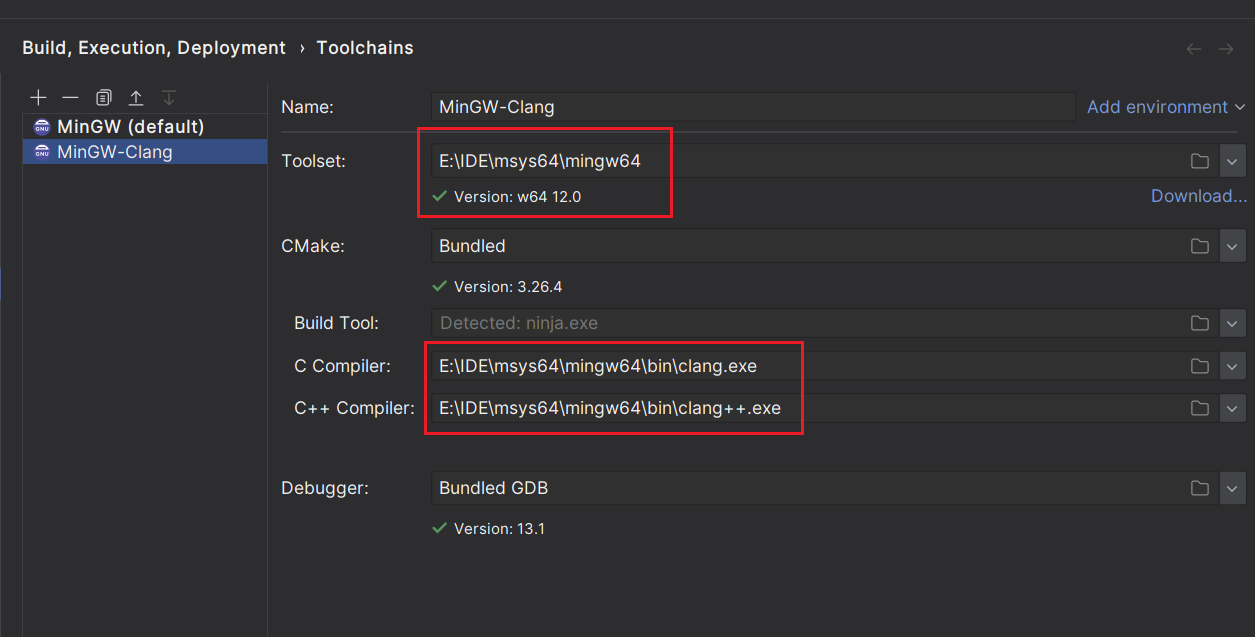 Build, Execution, Deployment › Toolchains
MinGW (default)
MinGW-Clang
Name: MinGW-Clang Add environment
Toolset: E:\IDE\msys64\mingw64
Version: w64 12.0 Download...
CMake: Bundled
Version: 3.26.4
Build Tool: Detected: ninja.exe
C Compiler: E:\IDE\msys64\mingw64\bin\clang.exe
C++ Compiler: E:\IDE\msys64\mingw64\bin\clang++.exe
Debugger: Bundled GDB
Version: 13.1